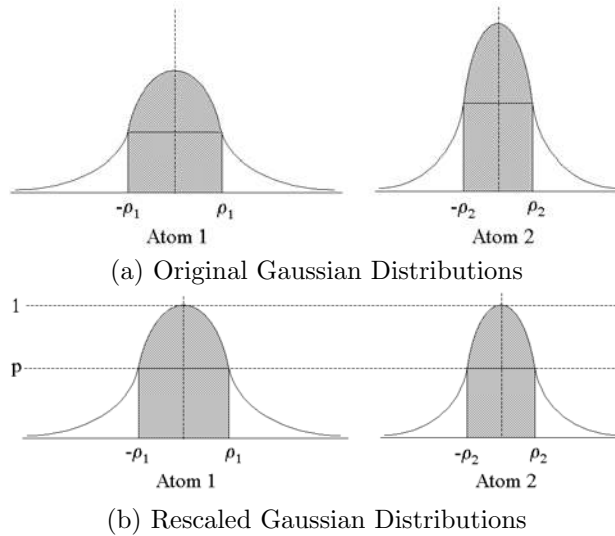 -ρ₁ ρ₁ -ρ₂ ρ₂
Atom 1 Atom 2
(a) Original Gaussian Distributions
1
p
-ρ₁ ρ₁ -ρ₂ ρ₂
Atom 1 Atom 2
(b) Rescaled Gaussian Distributions